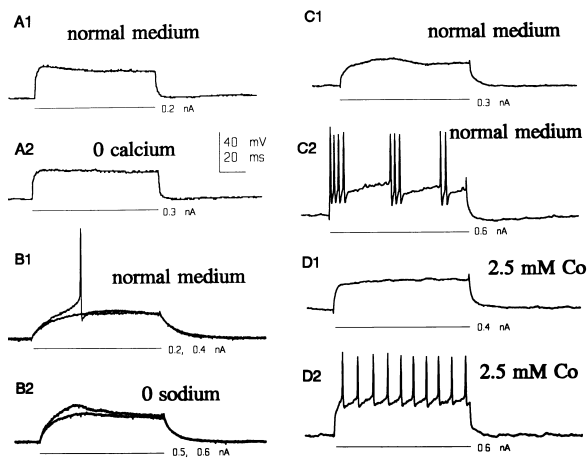 A1
normal medium
0.2 nA
A2
0 calcium
40 mV
20 ms
0.3 nA
B1
normal medium
0.2, 0.4 nA
B2
0 sodium
0.5, 0.6 nA
C1
normal medium
0.3 nA
C2
normal medium
0.6 nA
D1
2.5 mM Co
0.4 nA
D2
2.5 mM Co
0.6 nA